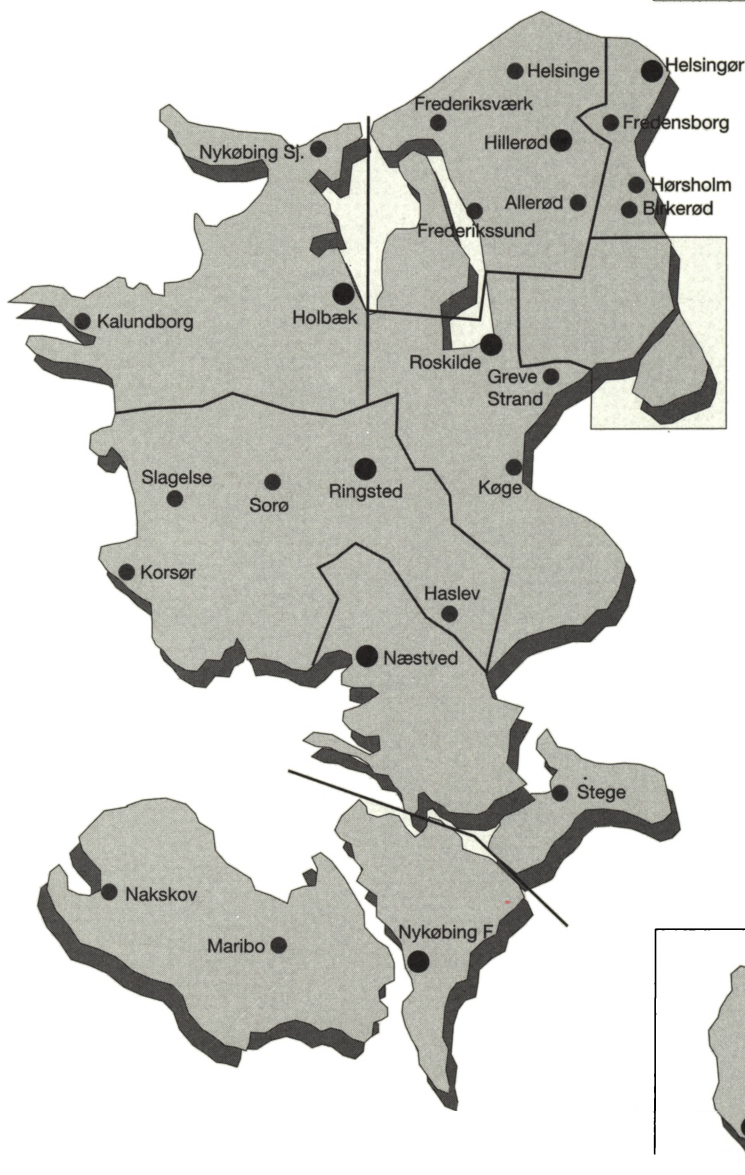 Helsinge
Helsingør
Frederiksværk
Fredensborg
Hillerød
Nykøbing Sj.
Hørsholm
Allerød
Birkerød
Frederikssund
Kalundborg
Holbæk
Roskilde
Greve
Strand
Slagelse
Sorø
Ringsted
Køge
Korsør
Haslev
Næstved
Stege
Nakskov
Maribo
Nykøbing F